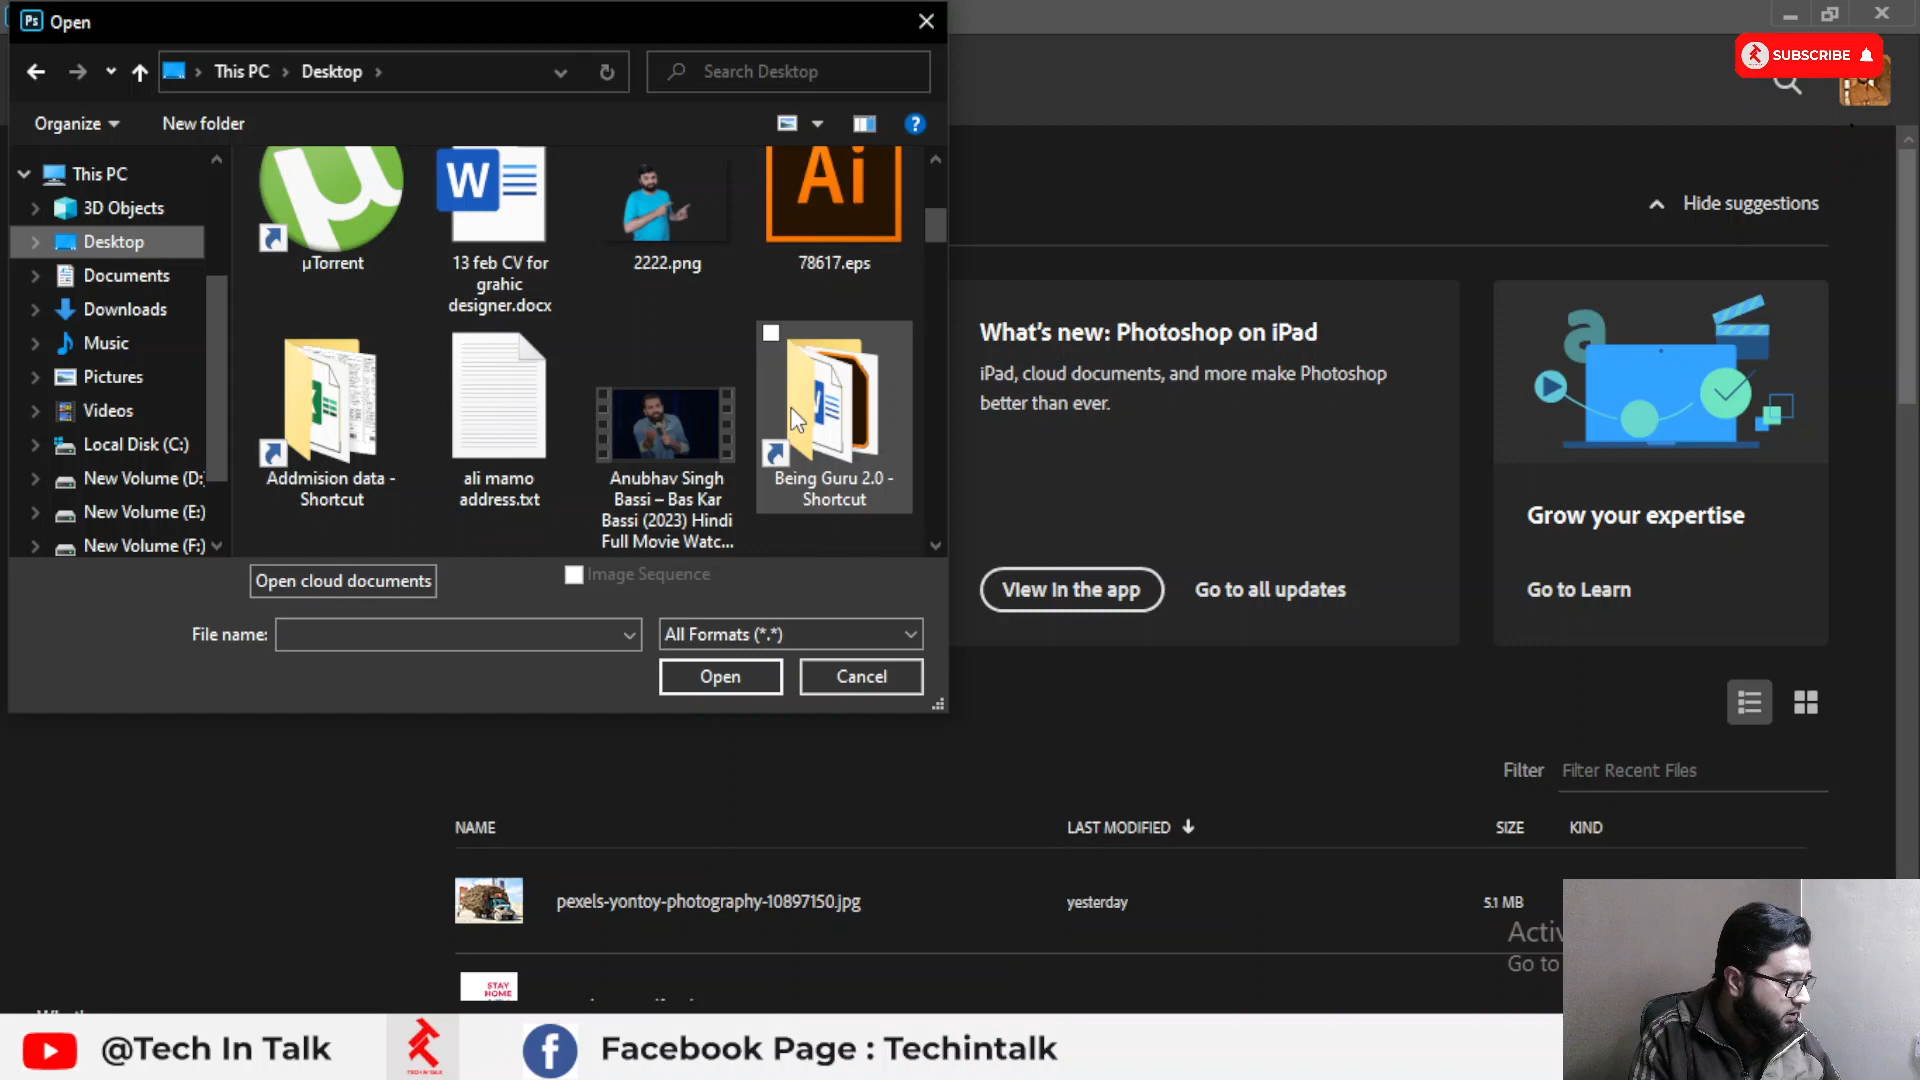 Ps Open
This PC Desktop
Search Desktop
Organize New folder
?
This PC
3D Objects
Desktop
Documents
Downloads
Music
Pictures
Videos
Local Disk (C:)
New Volume (D:
New Volume (E:)
New Volume (F:)
µTorrent
W
13 feb CV for
grahic
designer.docx
2222.png
Ai
78617.eps
Addmision data -
Shortcut
ali mamo
address.txt
Anubhav Singh
Bassi – Bas Kar
Bassi (2023) Hindi
Full Movie Watc...
Being Guru 2.0 -
Shortcut
Open cloud documents
Image Sequence
File name:
All Formats (*.*)
Open
Cancel
SUBSCRIBE
Hide suggestions
What's new: Photoshop on iPad
iPad, cloud documents, and more make Photoshop
better than ever.
View in the app
Go to all updates
Grow your expertise
Go to Learn
Filter Filter Recent Files
NAME LAST MODIFIED SIZE KIND
pexels-yontoy-photography-10897150.jpg yesterday 5.1 MB
STAY
HOME
Go to
@Tech In Talk
TECH IN TALK
Facebook Page : Techintalk